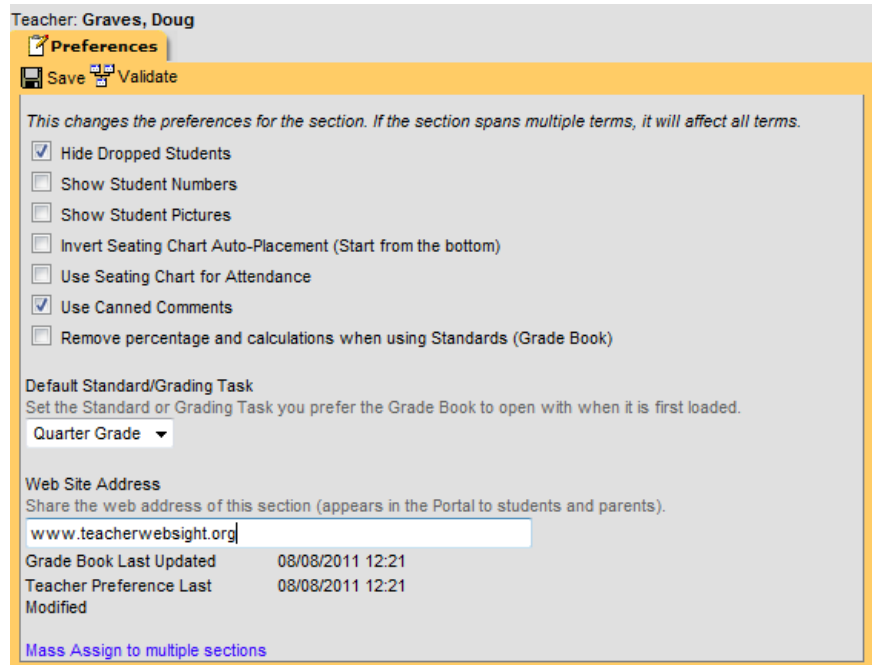 Teacher: Graves, Doug
Preferences
Save Validate
This changes the preferences for the section. If the section spans multiple terms, it will affect all terms.
Hide Dropped Students
Show Student Numbers
Show Student Pictures
Invert Seating Chart Auto-Placement (Start from the bottom)
Use Seating Chart for Attendance
Use Canned Comments
Remove percentage and calculations when using Standards (Grade Book)
Default Standard/Grading Task
Set the Standard or Grading Task you prefer the Grade Book to open with when it is first loaded.
Quarter Grade
Web Site Address
Share the web address of this section (appears in the Portal to students and parents).
www.teacherwebsight.org
Grade Book Last Updated 08/08/2011 12:21
Teacher Preference Last 08/08/2011 12:21
Modified
Mass Assign to multiple sections